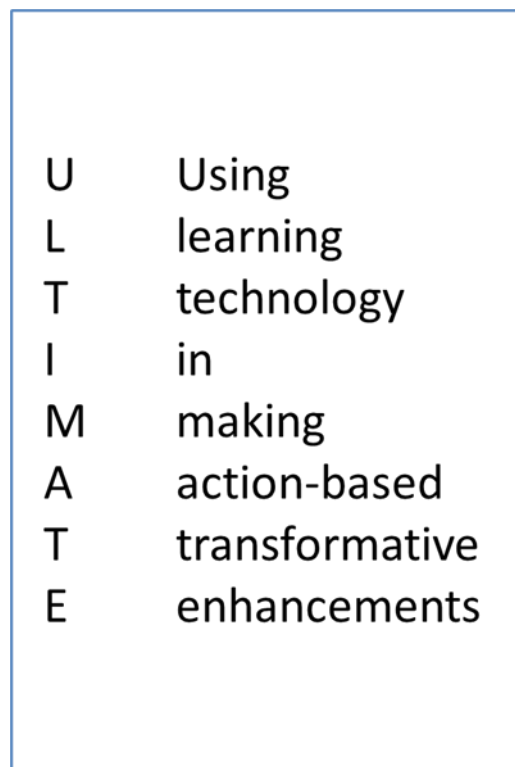 U Using
L learning
T technology
I in
M making
A action-based
T transformative
E enhancements